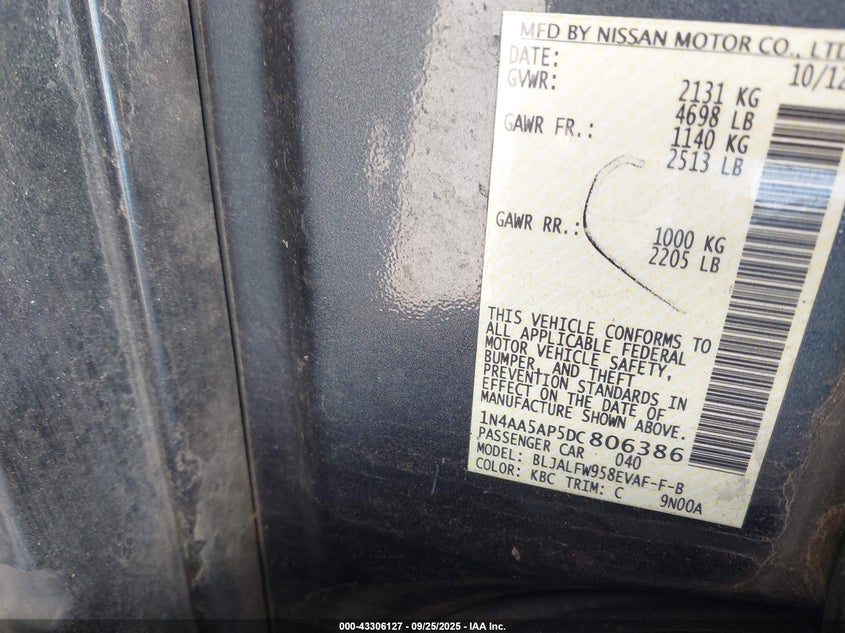 MFD BY NISSAN MOTOR CO., LTD
DATE: 10/12
GVWR: 2131 KG
4698 LB
GAWR FR.: 1140 KG
2513 LB
GAWR RR.: 1000 KG
2205 LB
THIS VEHICLE CONFORMS TO
ALL APPLICABLE FEDERAL
MOTOR VEHICLE SAFETY,
BUMPER, AND THEFT
PREVENTION STANDARDS IN
EFFECT ON THE DATE OF
MANUFACTURE SHOWN ABOVE.
1N4AA5AP5DC806386
PASSENGER CAR 040
MODEL: BLJALFW958EVAF-F-B
COLOR: KBC TRIM: C 9N00A
000-43306127 - 09/25/2025 - IAA Inc.